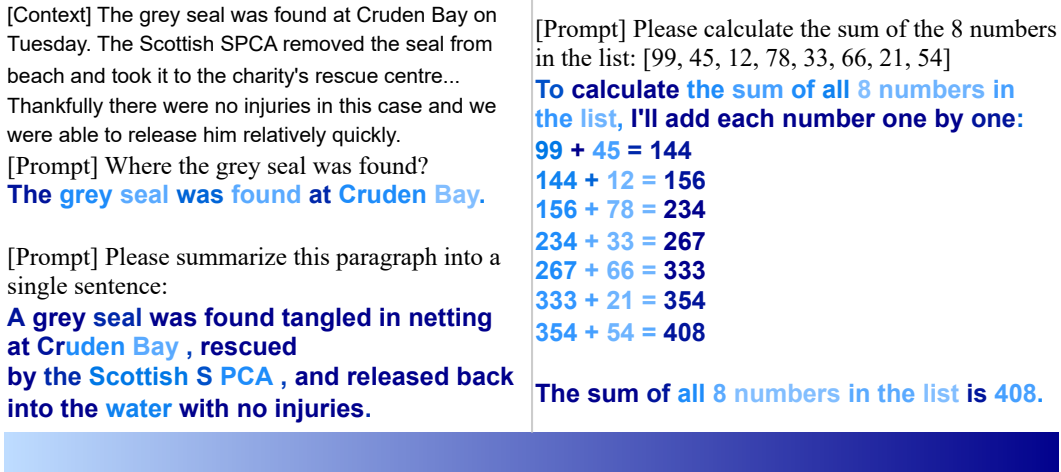 [Context] The grey seal was found at Cruden Bay on
Tuesday. The Scottish SPCA removed the seal from
beach and took it to the charity's rescue centre...
Thankfully there were no injuries in this case and we
were able to release him relatively quickly.
[Prompt] Where the grey seal was found?
The grey seal was found at Cruden Bay.
[Prompt] Please summarize this paragraph into a
single sentence:
A grey seal was found tangled in netting
at Cruden Bay , rescued
by the Scottish S PCA , and released back
into the water with no injuries.
[Prompt] Please calculate the sum of the 8 numbers
in the list: [99, 45, 12, 78, 33, 66, 21, 54]
To calculate the sum of all 8 numbers in
the list, I'll add each number one by one:
99 + 45 = 144
144 + 12 = 156
156 + 78 = 234
234 + 33 = 267
267 + 66 = 333
333 + 21 = 354
354 + 54 = 408
The sum of all 8 numbers in the list is 408.